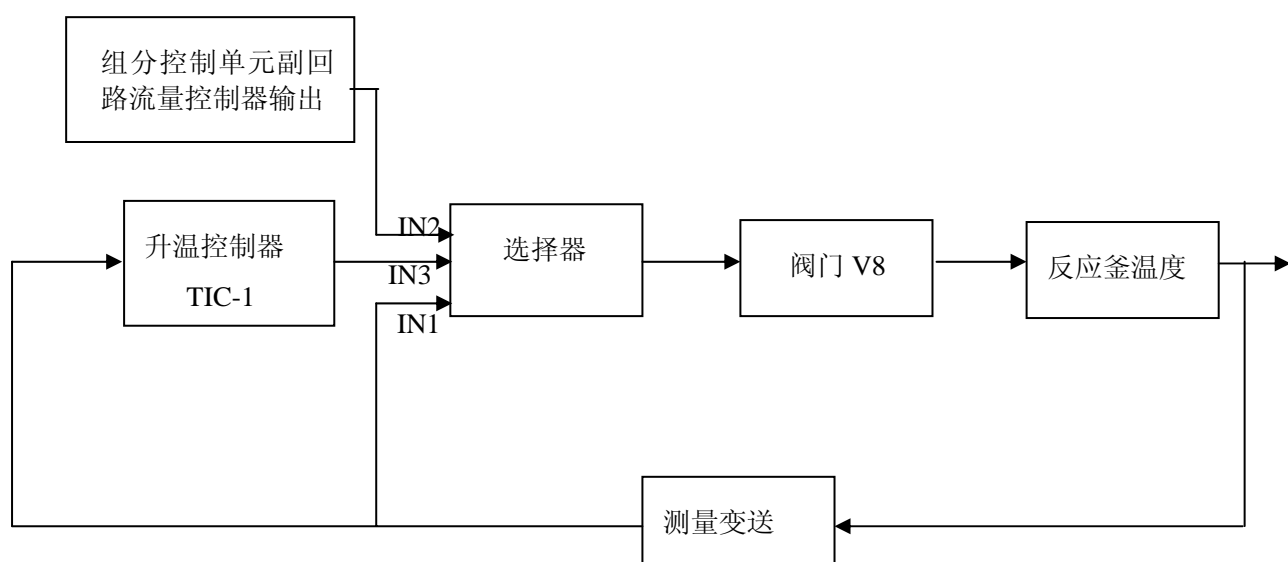 组分控制单元副回
路流量控制器输出
IN2
升温控制器
TIC-1
IN3
IN1
选择器
阀门 V8
反应釜温度
测量变送